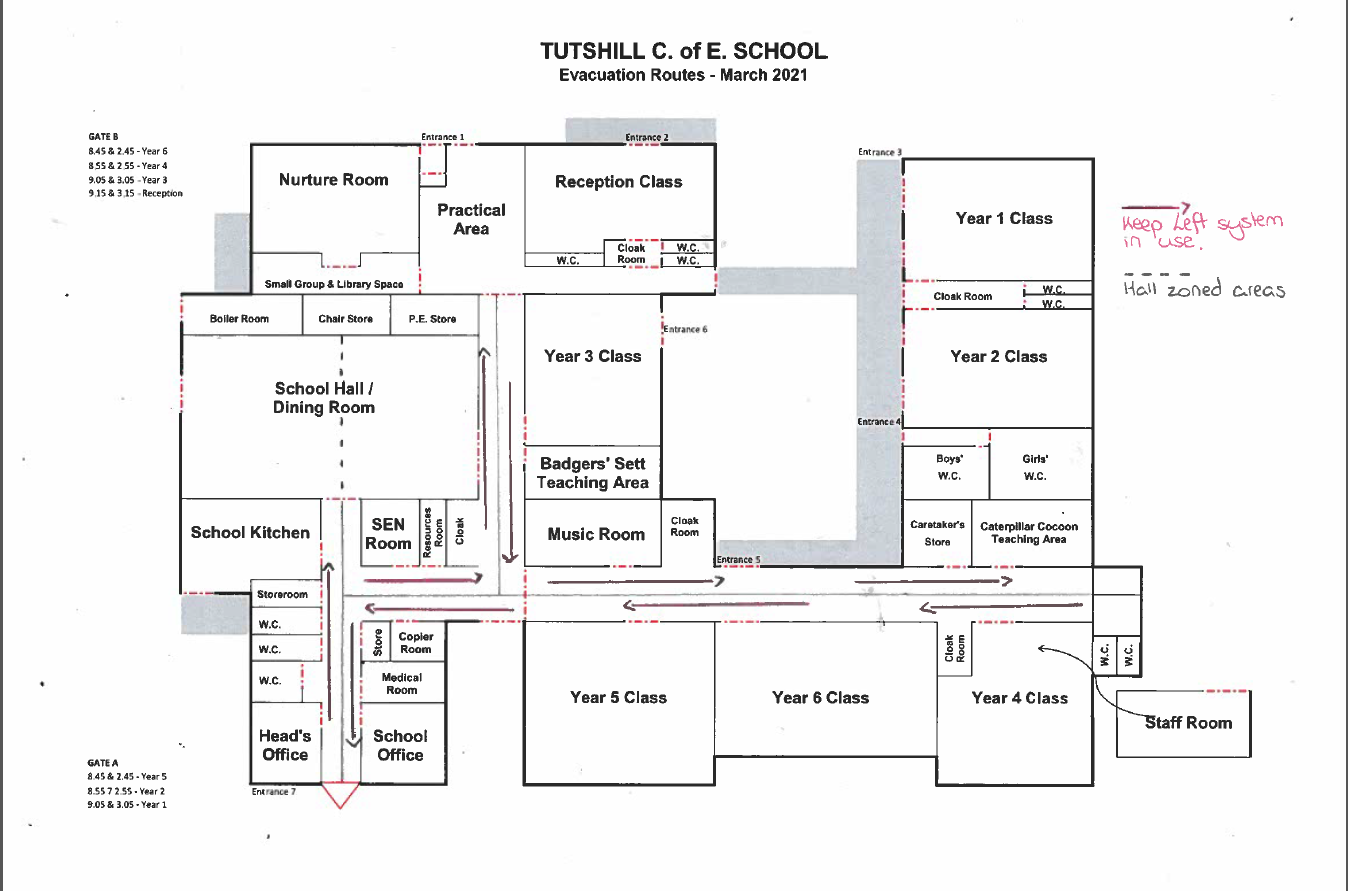 TUTSHILL C. of E. SCHOOL
Evacuation Routes - March 2021
GATE B
8.45 & 2.45 - Year 6
8.55 & 2.55 - Year 4
9.05 & 3.05 - Year 3
9.15 & 3.15 - Reception
Entrance 1
Entrance 2
Entrance 3
Nurture Room
Practical
Area
Reception Class
Year 1 Class
Keep Left system
in use.
Hall zoned areas
W.C.
Cloak
Room
W.C.
W.C.
Small Group & Library Space
Cloak Room
W.C.
W.C.
Boiler Room
Chair Store
P.E. Store
Entrance 6
Year 3 Class
Year 2 Class
School Hall /
Dining Room
Entrance 4
Badgers' Sett
Teaching Area
Boys'
W.C.
Girls'
W.C.
School Kitchen
SEN
Room
Resources
Room
Cloak
Music Room
Cloak
Room
Caretaker's
Store
Caterpillar Cocoon
Teaching Area
Entrance 5
Storeroom
W.C.
W.C.
W.C.
Store
Copier
Room
Medical
Room
Cloak
Room
W.C.
W.C.
Year 5 Class
Year 6 Class
Year 4 Class
Staff Room
Head's
Office
School
Office
GATE A
8.45 & 2.45 - Year 5
8.55 7 2.55 - Year 2
9.05 & 3.05 - Year 1
Entrance 7